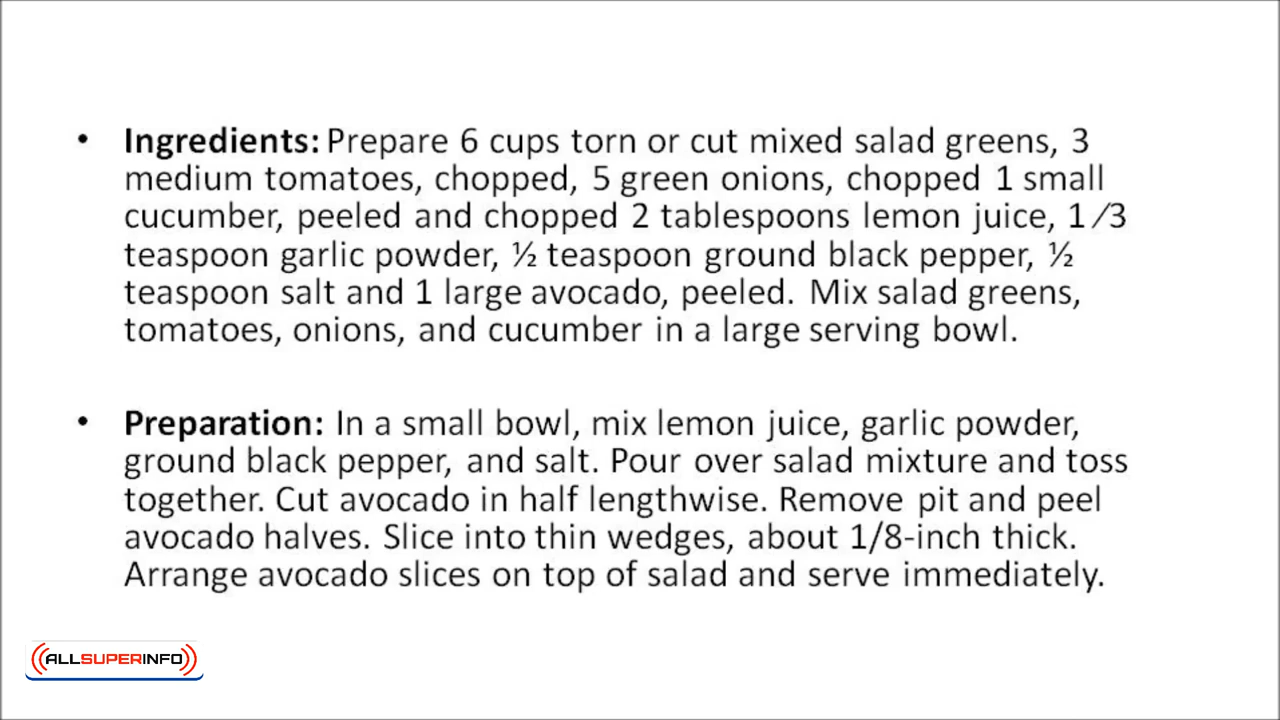 • Ingredients: Prepare 6 cups torn or cut mixed salad greens, 3
medium tomatoes, chopped, 5 green onions, chopped 1 small
cucumber, peeled and chopped 2 tablespoons lemon juice, 1 ⁄3
teaspoon garlic powder, ½ teaspoon ground black pepper, ½
teaspoon salt and 1 large avocado, peeled. Mix salad greens,
tomatoes, onions, and cucumber in a large serving bowl.
• Preparation: In a small bowl, mix lemon juice, garlic powder,
ground black pepper, and salt. Pour over salad mixture and toss
together. Cut avocado in half lengthwise. Remove pit and peel
avocado halves. Slice into thin wedges, about 1/8-inch thick.
Arrange avocado slices on top of salad and serve immediately.
ALLSUPERINFO